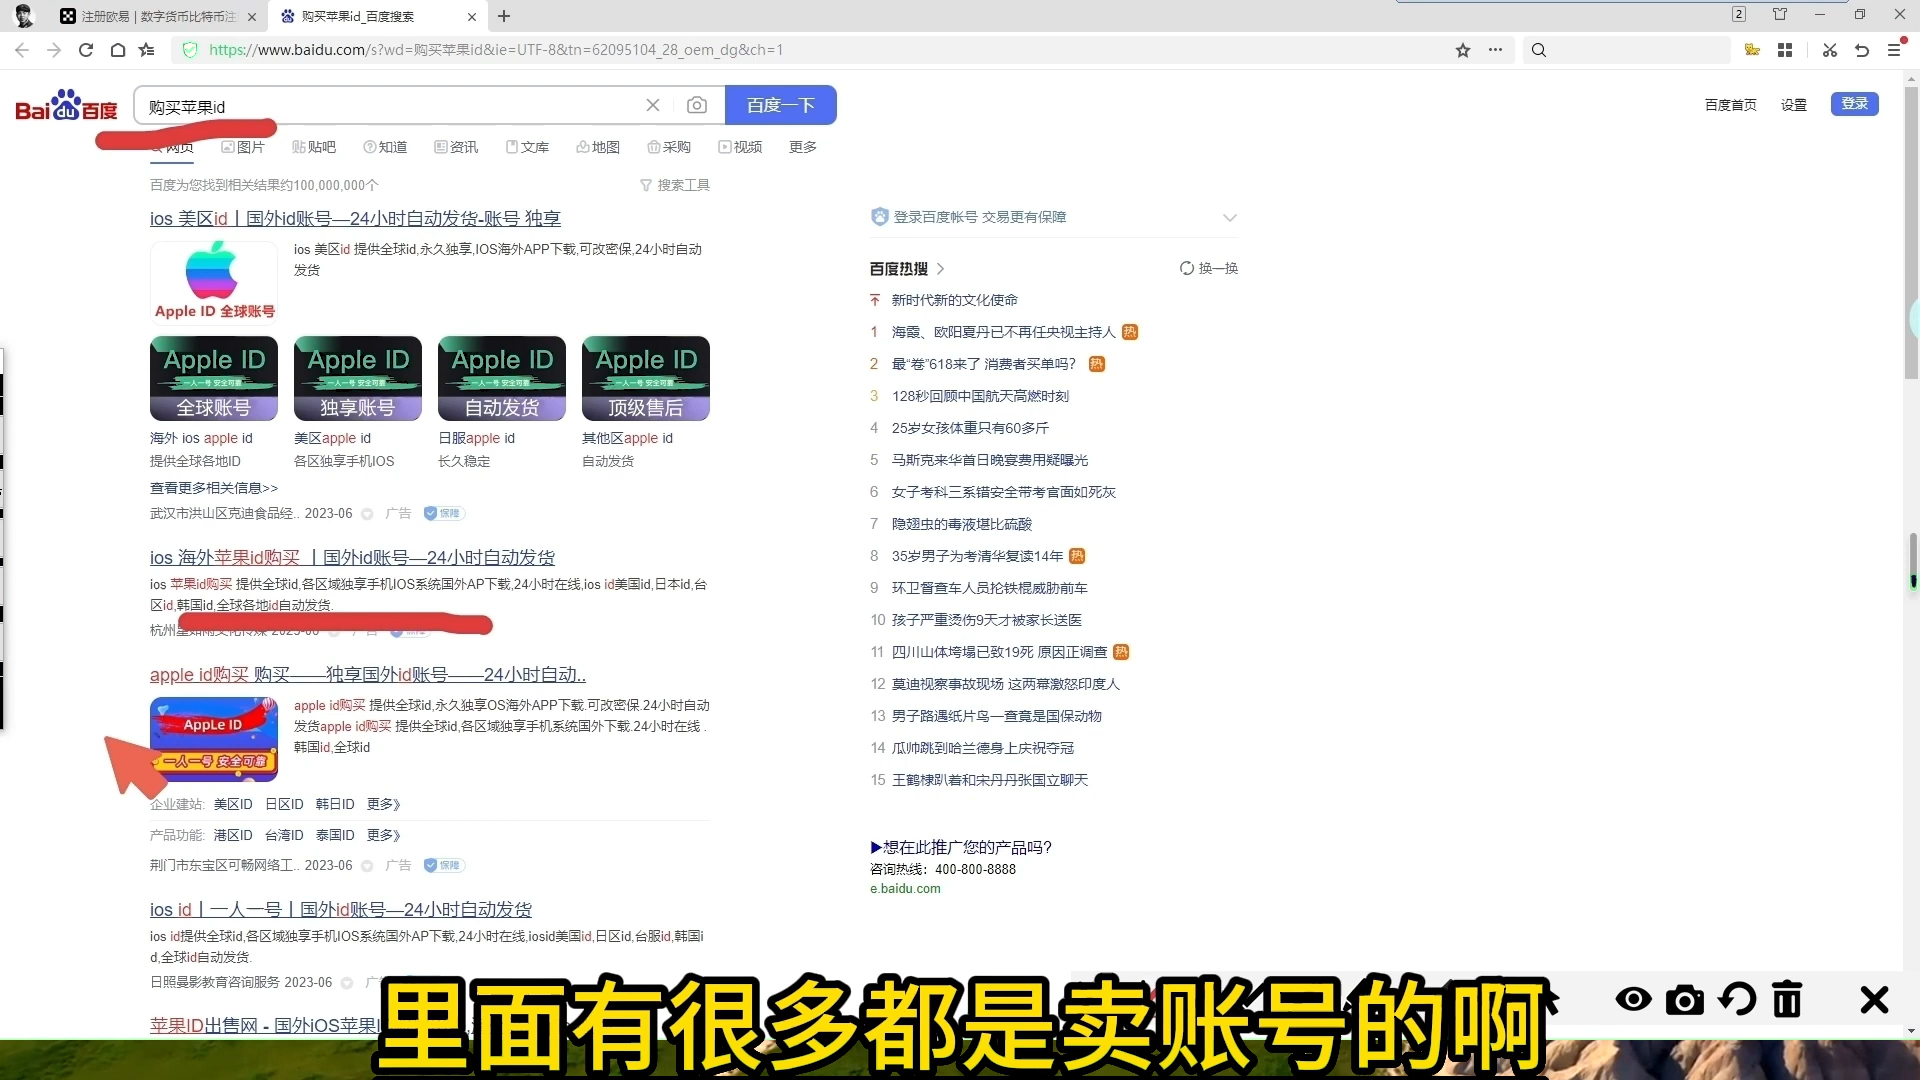 注册欧易 | 数字货币比特币注
购买苹果id_百度搜索
2
https://www.baidu.com/s?wd=购买苹果id&ie=UTF-8&tn=62095104_28_oem_dg&ch=1
Bai du 百度
购买苹果id
百度一下
百度首页
设置
登录
网页
图片
贴吧
知道
资讯
文库
地图
采购
视频
更多
百度为您找到相关结果约100,000,000个
搜索工具
ios 美区id丨国外id账号—24小时自动发货-账号 独享
ios 美区id 提供全球id,永久独享,IOS海外APP下载,可改密保,24小时自动
发货
Apple ID 全球账号
Apple ID
一人一号 安全可靠
全球账号
Apple ID
一人一号 安全可靠
独享账号
Apple ID
一人一号 安全可靠
自动发货
Apple ID
一人一号 安全可靠
顶级售后
海外 ios apple id
美区apple id
日服apple id
其他区apple id
提供全球各地ID
各区独享手机IOS
长久稳定
自动发货
查看更多相关信息>>
武汉市洪山区克迪食品经.. 2023-06 广告 保障
ios 海外苹果id购买 丨国外id账号—24小时自动发货
ios 苹果id购买 提供全球id,各区域独享手机IOS系统国外AP下载,24小时在线,ios id美国id,日本id,台
区id,韩国id,全球各地id自动发货.
apple id购买 购买——独享国外id账号——24小时自动..
AppLe ID
一人一号 安全可靠
apple id购买 提供全球id,永久独享OS海外APP下载.可改密保.24小时自动
发货apple id购买 提供全球id,各区域独享手机系统国外下载.24小时在线 .
韩国id,全球id
企业建站: 美区ID 日区ID 韩日ID 更多》
产品功能: 港区ID 台湾ID 泰国ID 更多》
荆门市东宝区可畅网络工.. 2023-06 广告 保障
ios id丨一人一号丨国外id账号—24小时自动发货
ios id提供全球id,各区域独享手机IOS系统国外AP下载,24小时在线,iosid美国id,日区id,台服id,韩国i
d,全球id自动发货.
日照曼影教育咨询服务 2023-06
苹果ID出售网 - 国外iOS苹果I
登录百度帐号 交易更有保障
百度热搜
换一换
新时代新的文化使命
1 海霞、欧阳夏丹已不再任央视主持人 热
2 最“卷”618来了 消费者买单吗? 热
3 128秒回顾中国航天高燃时刻
4 25岁女孩体重只有60多斤
5 马斯克来华首日晚宴费用疑曝光
6 女子考科三系错安全带考官面如死灰
7 隐翅虫的毒液堪比硫酸
8 35岁男子为考清华复读14年 热
9 环卫督查车人员抡铁棍威胁前车
10 孩子严重烫伤9天才被家长送医
11 四川山体垮塌已致19死 原因正调查 热
12 莫迪视察事故现场 这两幕激怒印度人
13 男子路遇纸片鸟一查竟是国保动物
14 瓜帅跳到哈兰德身上庆祝夺冠
15 王鹤棣趴着和宋丹丹张国立聊天
▶想在此推广您的产品吗?
咨询热线：400-800-8888
e.baidu.com
里面有很多都是卖账号的啊